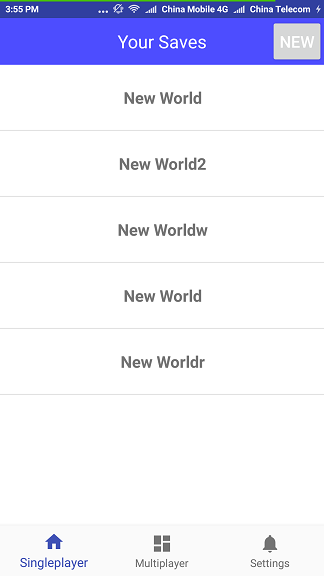 3:55 PM ... China Mobile 4G China Telecom
Your Saves NEW
New World
New World2
New Worldw
New World
New Worldr
Singleplayer Multiplayer Settings